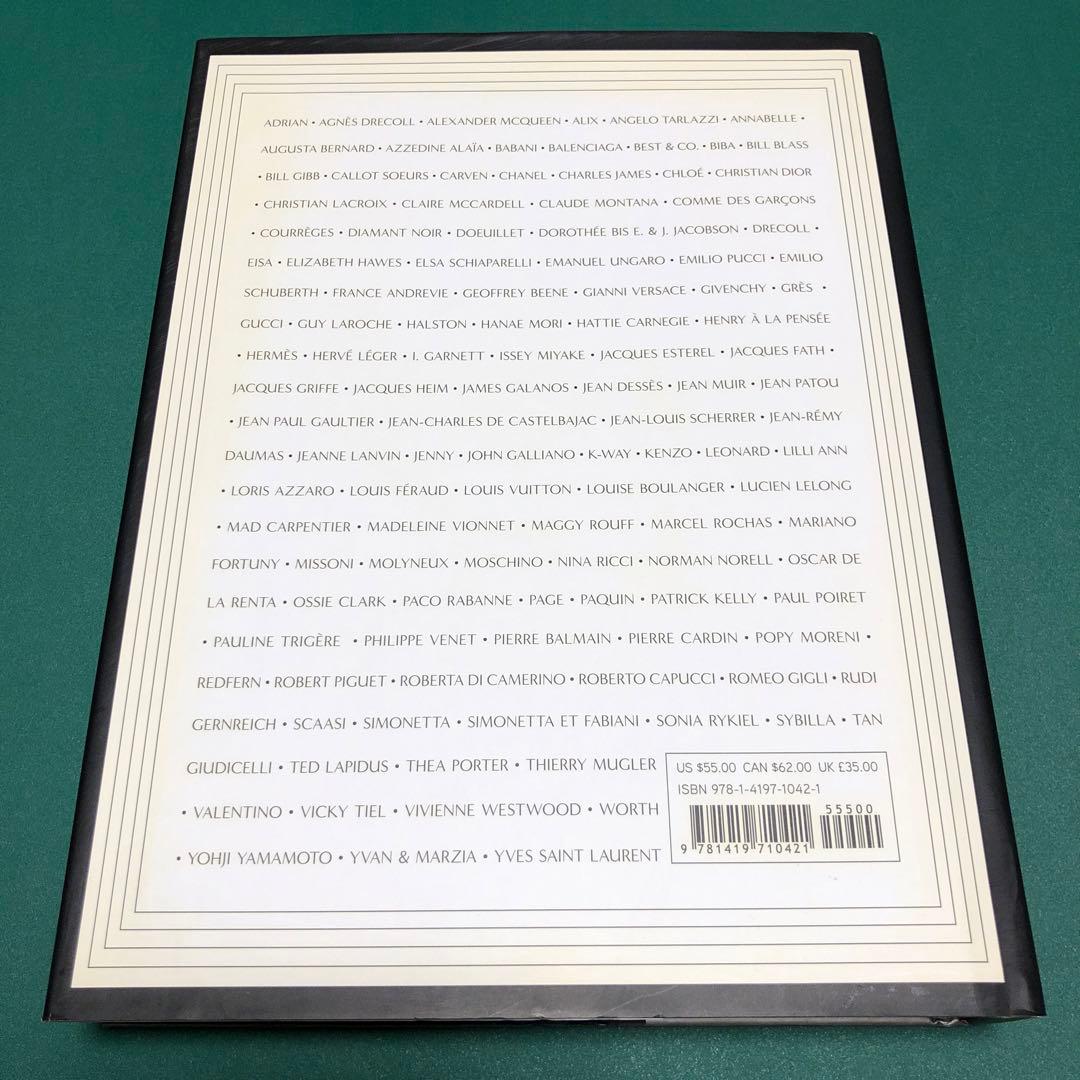 ADRIAN • AGNÈS DRECOLL • ALEXANDER MCQUEEN • ALIX • ANGELO TARLAZZI • ANNABELLE •
AUGUSTA BERNARD • AZZEDINE ALAÏA • BABANI • BALENCIAGA • BEST & CO. • BIBA • BILL BLASS
• BILL GIBB • CALLOT SOEURS • CARVEN • CHANEL • CHARLES JAMES • CHLOÉ • CHRISTIAN DIOR
• CHRISTIAN LACROIX • CLAIRE MCCARDELL • CLAUDE MONTANA • COMME DES GARÇONS
• COURRÈGES • DIAMANT NOIR • DOEUILLET • DOROTHÉE BIS E. & J. JACOBSON • DRECOLL •
EISA • ELIZABETH HAWES • ELSA SCHIAPARELLI • EMANUEL UNGARO • EMILIO PUCCI • EMILIO
SCHUBERTH • FRANCE ANDREVIE • GEOFFREY BEENE • GIANNI VERSACE • GIVENCHY • GRÈS •
GUCCI • GUY LAROCHE • HALSTON • HANAE MORI • HATTIE CARNEGIE • HENRY À LA PENSÉE
• HERMÈS • HERVÉ LÉGER • I. GARNETT • ISSEY MIYAKE • JACQUES ESTEREL • JACQUES FATH •
JACQUES GRIFFE • JACQUES HEIM • JAMES GALANOS • JEAN DESSÈS • JEAN MUIR • JEAN PATOU
• JEAN PAUL GAULTIER • JEAN-CHARLES DE CASTELBAJAC • JEAN-LOUIS SCHERRER • JEAN-RÉMY
DAUMAS • JEANNE LANVIN • JENNY • JOHN GALLIANO • K-WAY • KENZO • LEONARD • LILLI ANN
• LORIS AZZARO • LOUIS FÉRAUD • LOUIS VUITTON • LOUISE BOULANGER • LUCIEN LELONG
• MAD CARPENTIER • MADELEINE VIONNET • MAGGY ROUFF • MARCEL ROCHAS • MARIANO
FORTUNY • MISSONI • MOLYNEUX • MOSCHINO • NINA RICCI • NORMAN NORELL • OSCAR DE
LA RENTA • OSSIE CLARK • PACO RABANNE • PAGE • PAQUIN • PATRICK KELLY • PAUL POIRET
• PAULINE TRIGÈRE • PHILIPPE VENET • PIERRE BALMAIN • PIERRE CARDIN • POPY MORENI •
REDFERN • ROBERT PIGUET • ROBERTA DI CAMERINO • ROBERTO CAPUCCI • ROMEO GIGLI • RUDI
GERNREICH • SCAASI • SIMONETTA • SIMONETTA ET FABIANI • SONIA RYKIEL • SYBILLA • TAN
GIUDICELLI • TED LAPIDUS • THEA PORTER • THIERRY MUGLER
• VALENTINO • VICKY TIEL • VIVIENNE WESTWOOD • WORTH
• YOHJI YAMAMOTO • YVAN & MARZIA • YVES SAINT LAURENT
US $55.00 CAN $62.00 UK £35.00
ISBN 978-1-4197-1042-1
55500
9 781419 710421